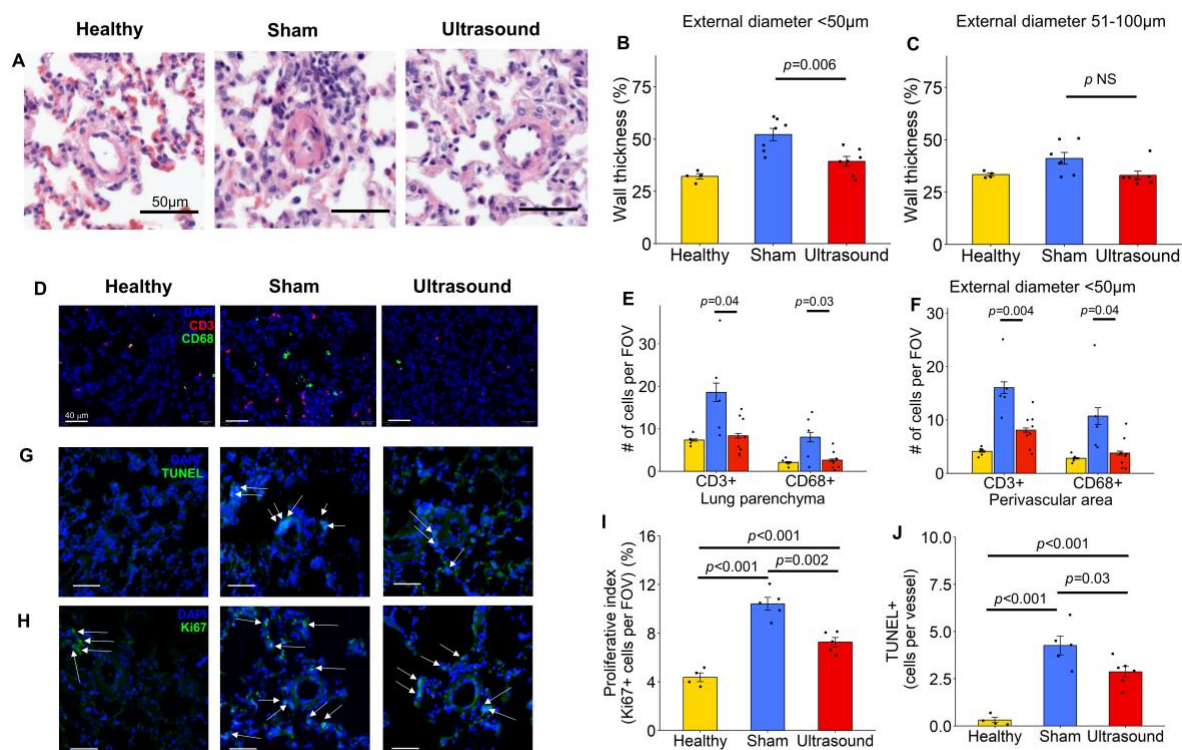 Healthy
Sham
Ultrasound
A
50µm
External diameter <50µm
B
Wall thickness (%)
75
50
25
0
p=0.006
Healthy
Sham
Ultrasound
External diameter 51-100µm
C
Wall thickness (%)
75
50
25
0
p NS
Healthy
Sham
Ultrasound
Healthy
Sham
Ultrasound
D
DAPI
CD3
CD68
40 µm
E
# of cells per FOV
30
20
10
0
p=0.04
p=0.03
CD3+
CD68+
Lung parenchyma
F
External diameter <50µm
# of cells per FOV
30
20
10
0
p=0.004
p=0.04
CD3+
CD68+
Perivascular area
G
DAPI
TUNEL
H
DAPI
Ki67
I
Proliferative index
(Ki67+ cells per FOV) (%)
16
12
8
4
0
p<0.001
p<0.001
p=0.002
Healthy
Sham
Ultrasound
J
TUNEL+
(cells per vessel)
10.0
7.5
5.0
2.5
0.0
p<0.001
p=0.03
p<0.001
Healthy
Sham
Ultrasound